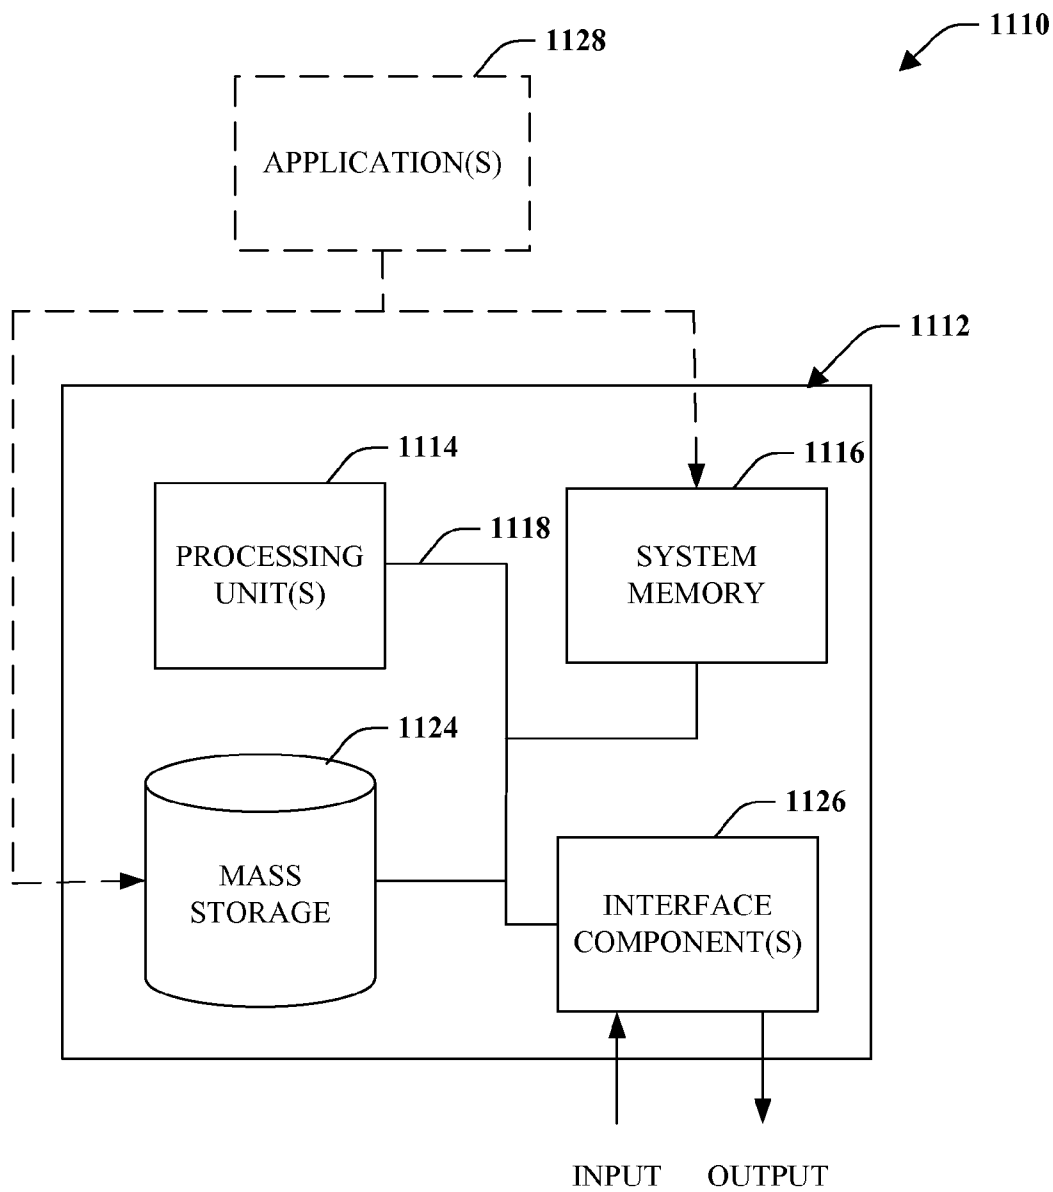 1110
1128
APPLICATION(S)
1112
1114
1116
1118
PROCESSING
UNIT(S)
SYSTEM
MEMORY
1124
1126
MASS
STORAGE
INTERFACE
COMPONENT(S)
INPUT
OUTPUT